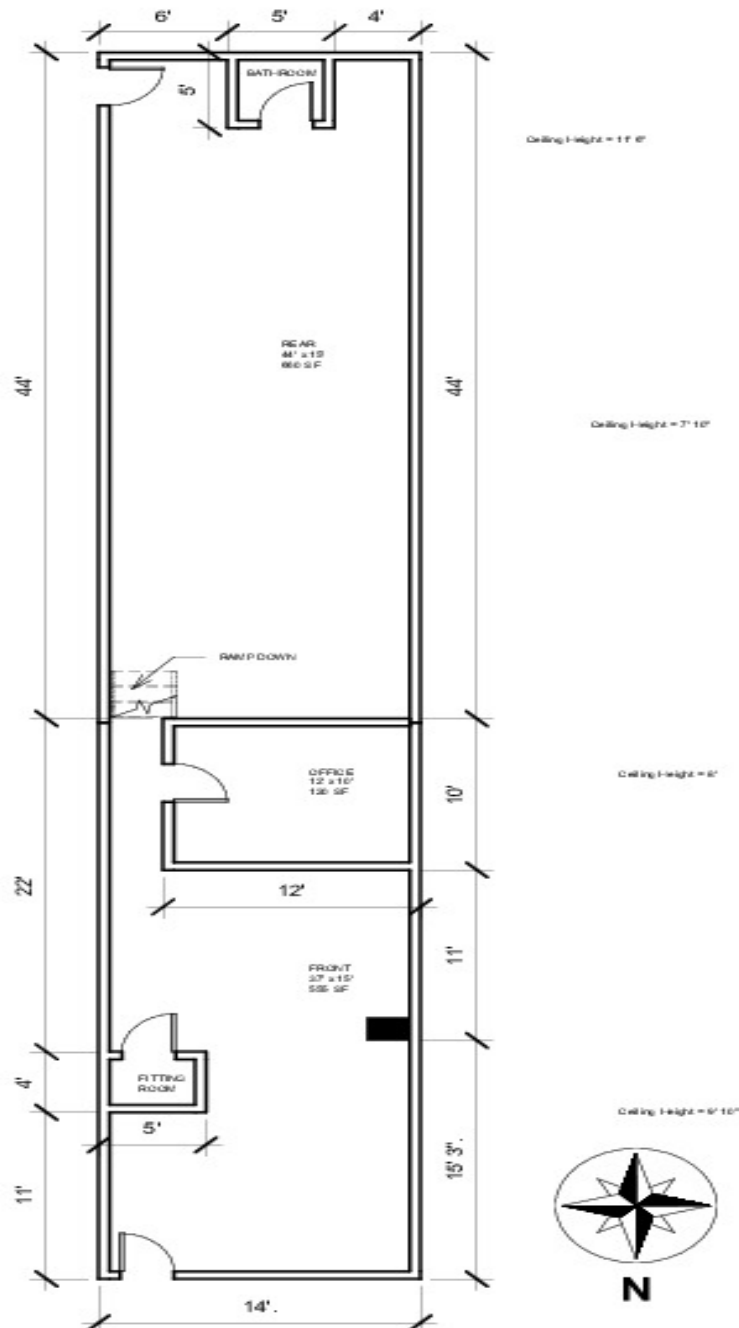 6'
5'
4'
BATHROOM
5'
Ceiling Height = 11' 6"
REAR
44' x 15'
660 SF
44'
44'
Ceiling Height = 7' 10"
RAMP DOWN
OFFICE
12' x 10'
120 SF
Ceiling Height = 8'
10'
12'
22'
11'
FRONT
37' x 15'
555 SF
FITTING
ROOM
4'
5'
Ceiling Height = 9' 10"
15' 3".
11'
N
14'.